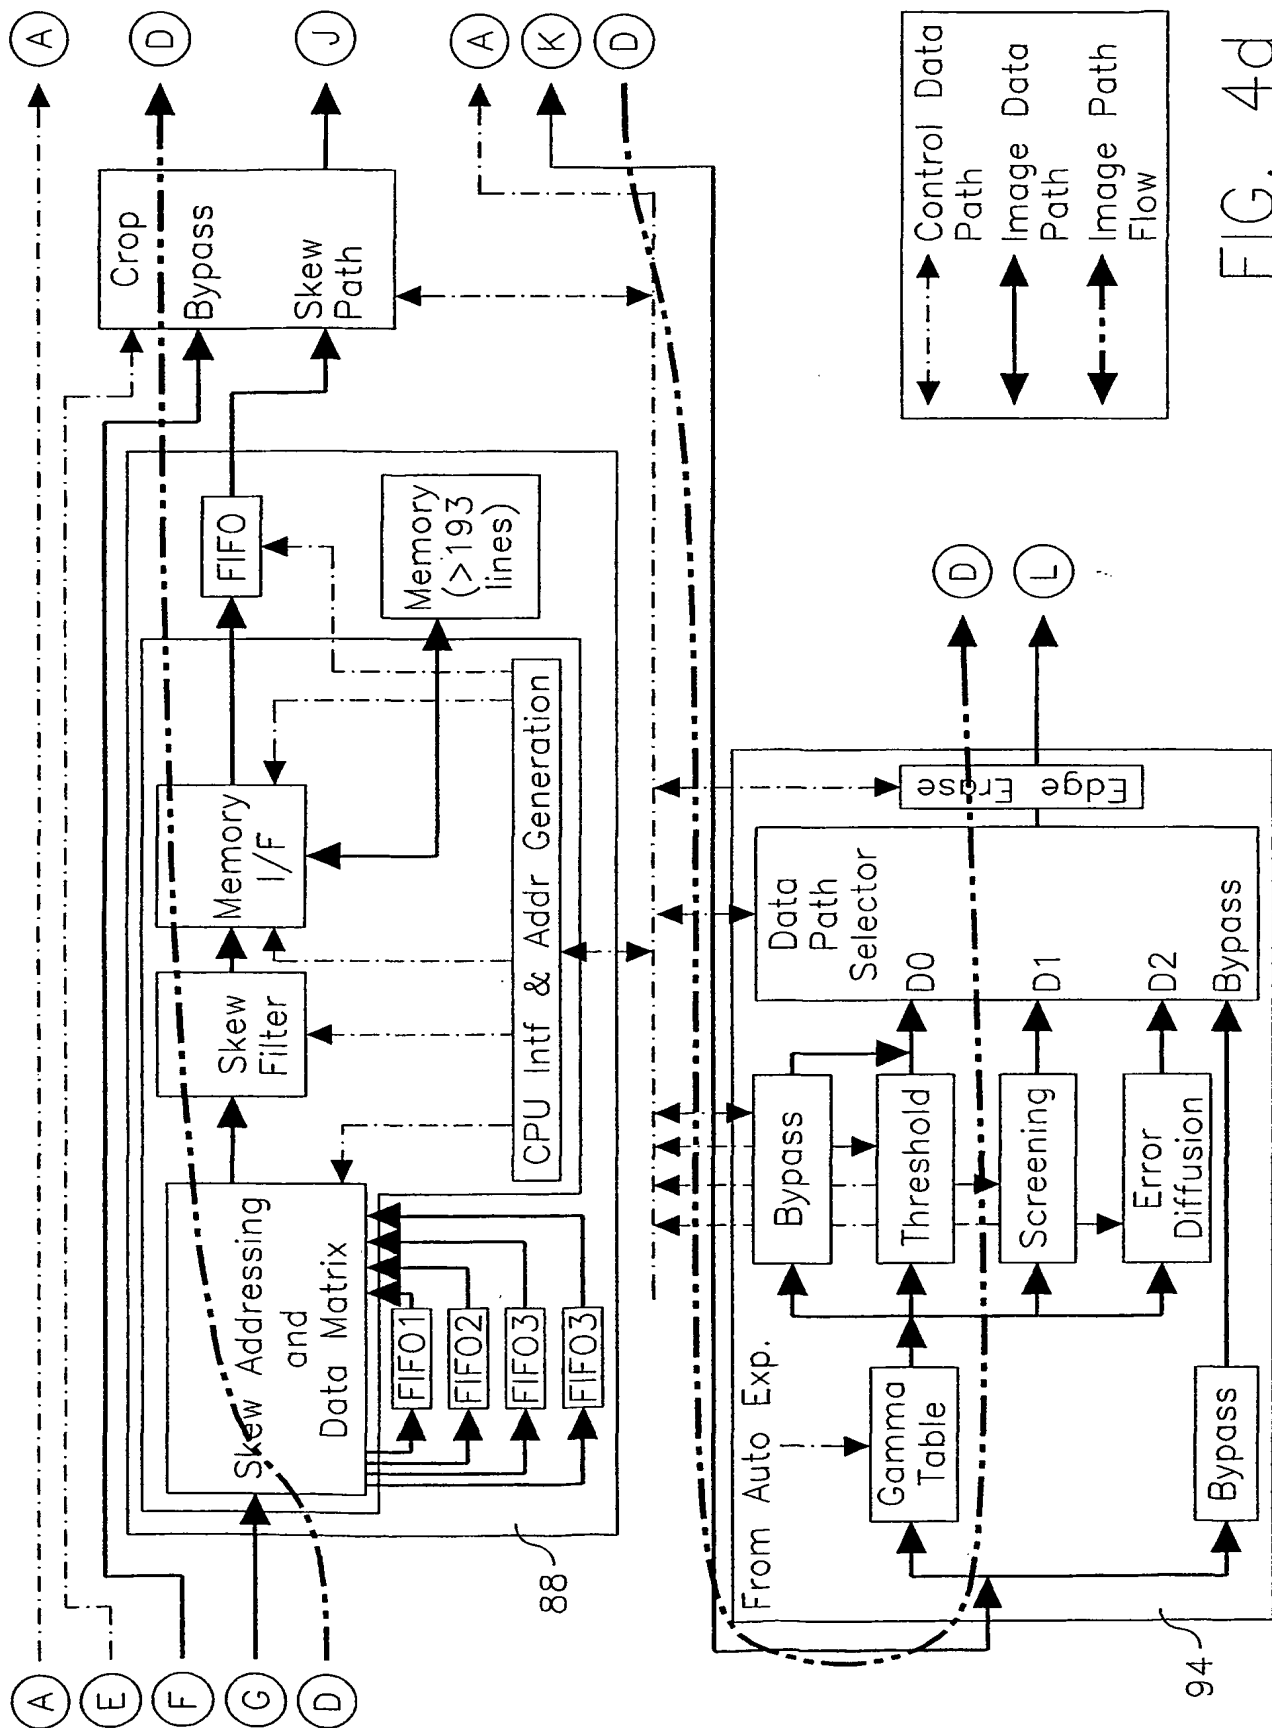 A
D
J
A
K
D
Crop
Bypass
Skew
Path
FIFO
Memory
(>193
lines)
Memory
I/F
Skew
Filter
Skew Addressing
and
Data Matrix
FIFO1
FIFO2
FIFO3
FIFO3
CPU Intf & Addr Generation
A
E
F
G
D
88
Control Data
Path
Image Data
Path
Image Path
Flow
D
L
Edge Erase
Data
Path
Selector
D0
D1
D2
Bypass
Bypass
Threshold
Screening
Error
Diffusion
From Auto Exp.
Gamma
Table
Bypass
94
FIG. 4d